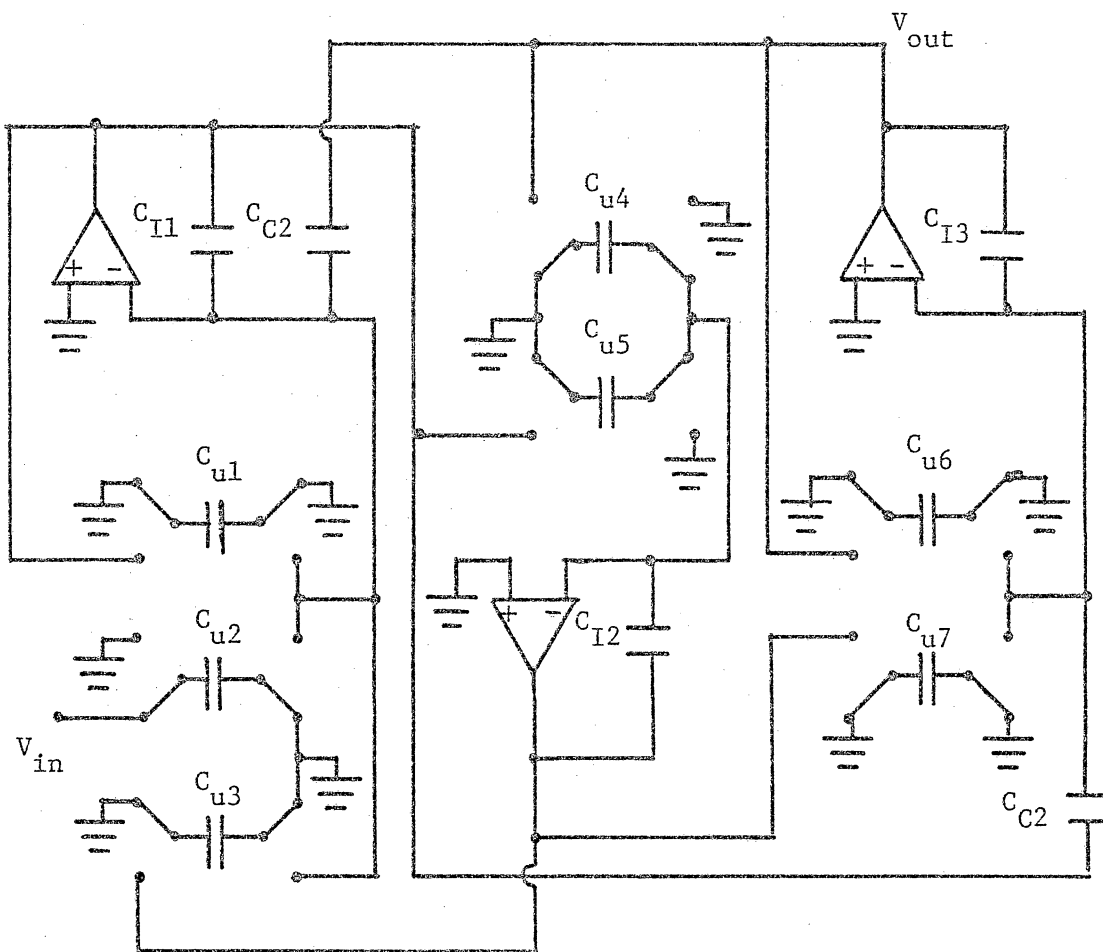 V_out
C_I1
C_C2
C_u4
C_I3
+ -
+ -
C_u5
C_u1
C_u6
+ -
C_I2
C_u2
C_u7
V_in
C_u3
C_C2